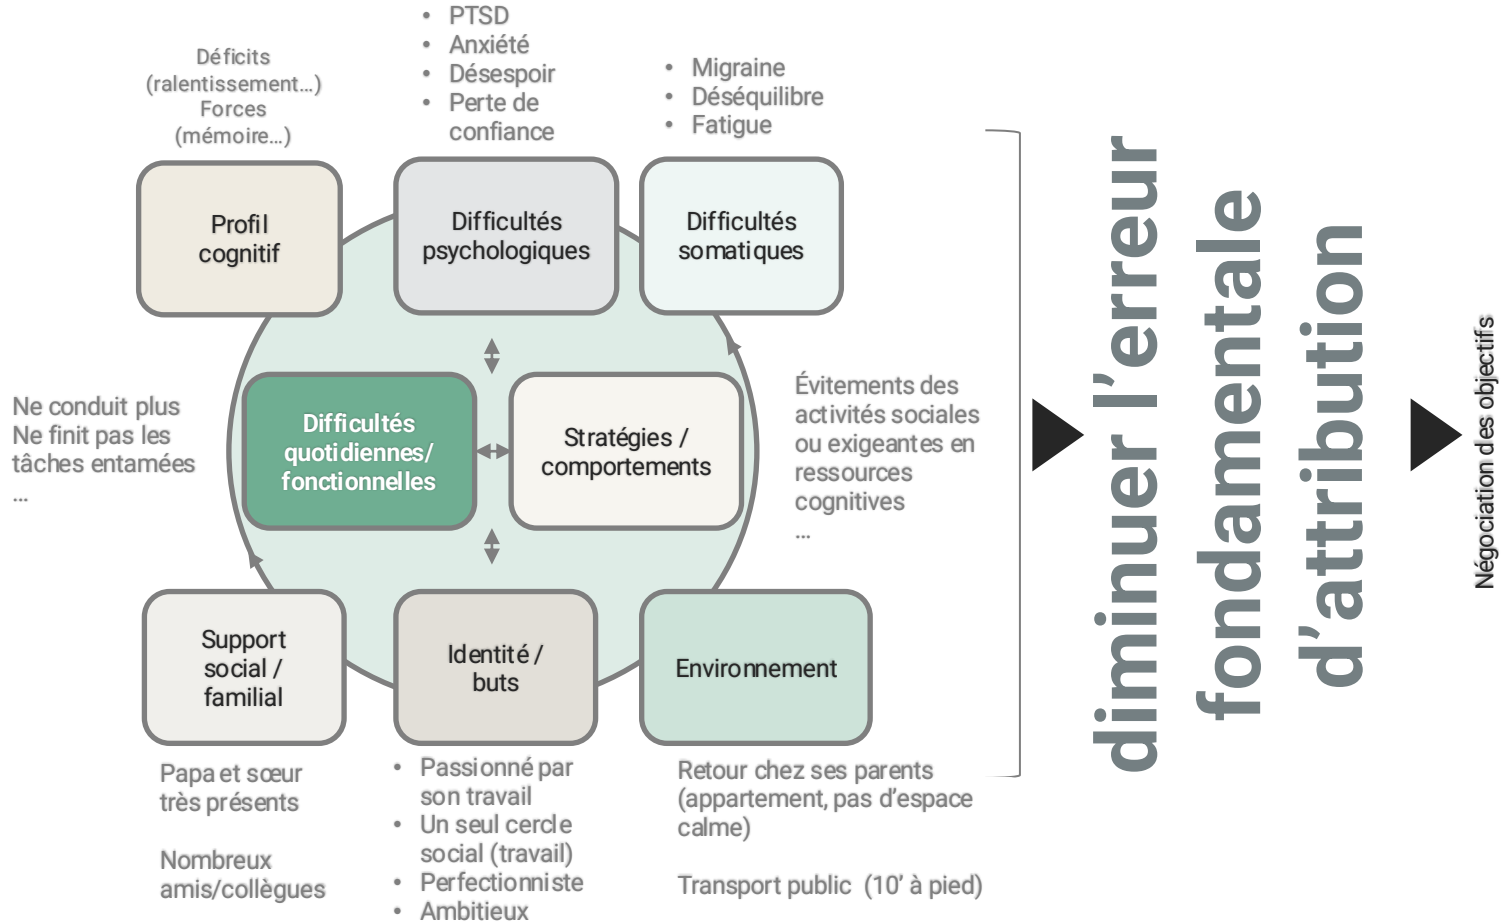 Déficits
(ralentissement…)
Forces
(mémoire…)
• PTSD
• Anxiété
• Désespoir
• Perte de
confiance
• Migraine
• Déséquilibre
• Fatigue
Profil
cognitif
Difficultés
psychologiques
Difficultés
somatiques
Ne conduit plus
Ne finit pas les
tâches entamées
…
Difficultés
quotidiennes/
fonctionnelles
Stratégies /
comportements
Évitements des
activités sociales
ou exigeantes en
ressources
cognitives
…
Support
social /
familial
Identité /
buts
Environnement
Papa et sœur
très présents
Nombreux
amis/collègues
• Passionné par
son travail
• Un seul cercle
social (travail)
• Perfectionniste
• Ambitieux
Retour chez ses parents
(appartement, pas d’espace
calme)
Transport public (10’ à pied)
diminuer l’erreur
fondamentale
d’attribution
Négociation des objectifs